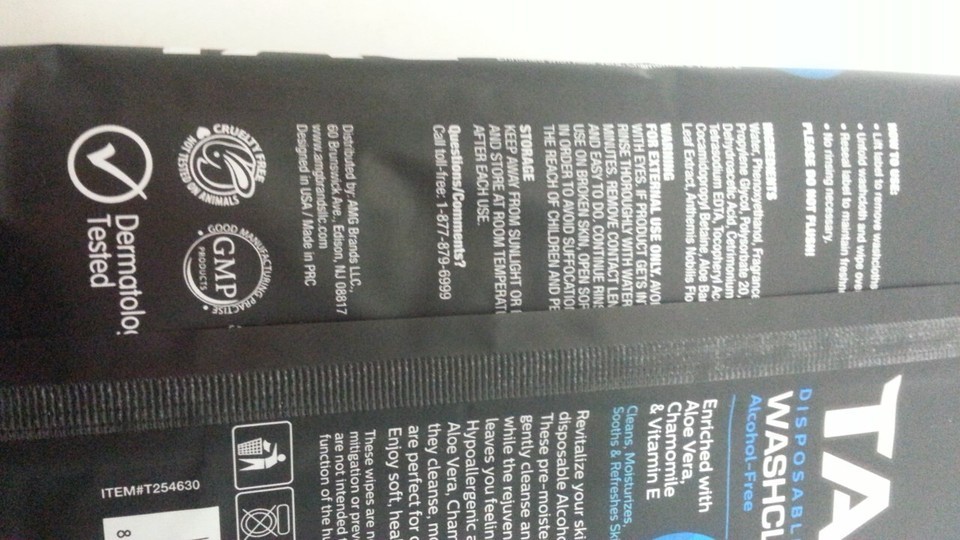 HOW TO USE:
• Lift label to remove washcloths
• Unfold washcloth and wipe ove
• Reseal label to maintain freshn
• No rinsing necessary.
PLEASE DO NOT FLUSH
INGREDIENTS
Water, Phenoxyethanol, Fragrance
Propylene Glycol, Polysorbate 20,
Dehydroacetic Acid, Cetrimonium
Tetrasodium EDTA, Tocopheryl Ac
Cocamidopropyl Betaine, Aloe Bar
Leaf Extract, Anthemis Nobilis Flo
WARNING
FOR EXTERNAL USE ONLY. AVOI
WITH EYES. IF PRODUCT GETS IN
RINSE THOROUGHLY WITH WATER
MINUTES. REMOVE CONTACT LEN
AND EASY TO DO. CONTINUE RIN
USE ON BROKEN SKIN, OPEN SOR
IN ORDER TO AVOID SUFFOCATIO
THE REACH OF CHILDREN AND PE
STORAGE
KEEP AWAY FROM SUNLIGHT OR
AND STORE AT ROOM TEMPERAT
AFTER EACH USE.
Questions/Comments?
Call toll-free: 1-877-879-6999
Distributed by: AMG Brands LLC.,
60 Brunswick Ave., Edison, NJ 08817
www.amgbrandsllc.com
Designed in USA / Made in PRC
CRUELTY FREE
NOT TESTED ON ANIMALS
GOOD MANUFACTURING PRACTISE
GMP
PRODUCTS
Dermatolog
Tested
TA
DISPOSABL
WASHCL
Alcohol-Free
Enriched with
Aloe Vera,
Chamomile
& Vitamin E
Cleans, Moisturizes,
Sooths & Refreshes Sk
Revitalize your ski
disposable Alcoho
These pre-moiste
gently cleanse an
while the rejuven
leaves you feelin
Hypoallergenic a
Aloe Vera, Cham
they cleanse, mo
are perfect for c
Enjoy soft, heal
These wipes are n
mitigation or prev
are not intended t
function of the hu
ITEM#T254630
8